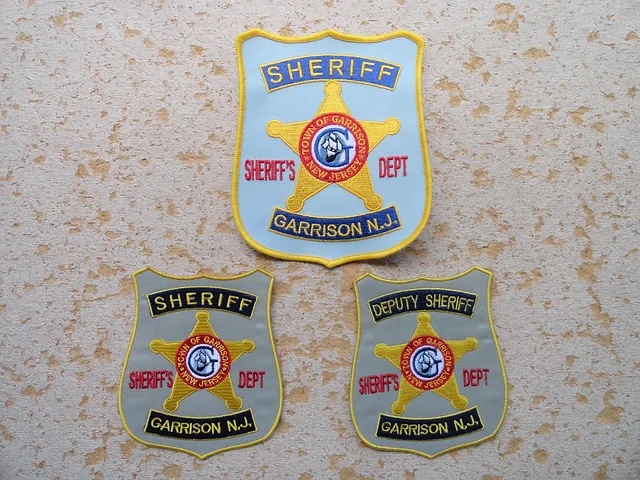 SHERIFF
TOWN OF GARRISON
NEW JERSEY
G
SHERIFF'S DEPT
GARRISON N.J.
SHERIFF
TOWN OF GARRISON
NEW JERSEY
G
SHERIFF'S DEPT
GARRISON N.J.
DEPUTY SHERIFF
TOWN OF GARRISON
NEW JERSEY
G
SHERIFF'S DEPT
GARRISON N.J.